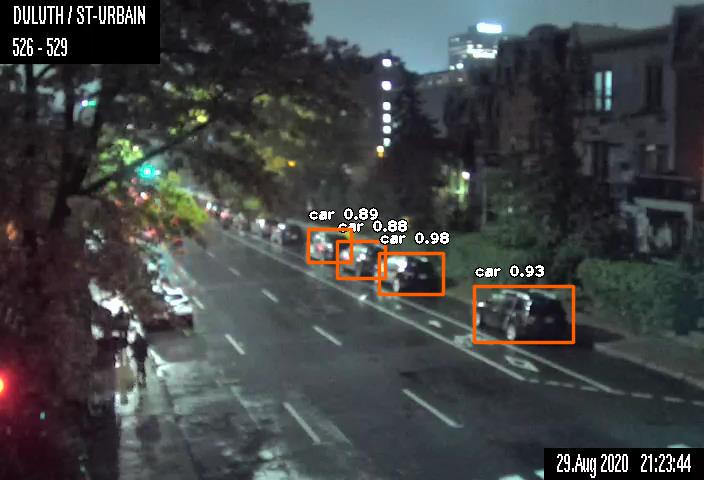 DULUTH / ST-URBAIN
526 - 529
car 0.89
car 0.88
car 0.98
car 0.93
29.Aug 2020 21:23:44